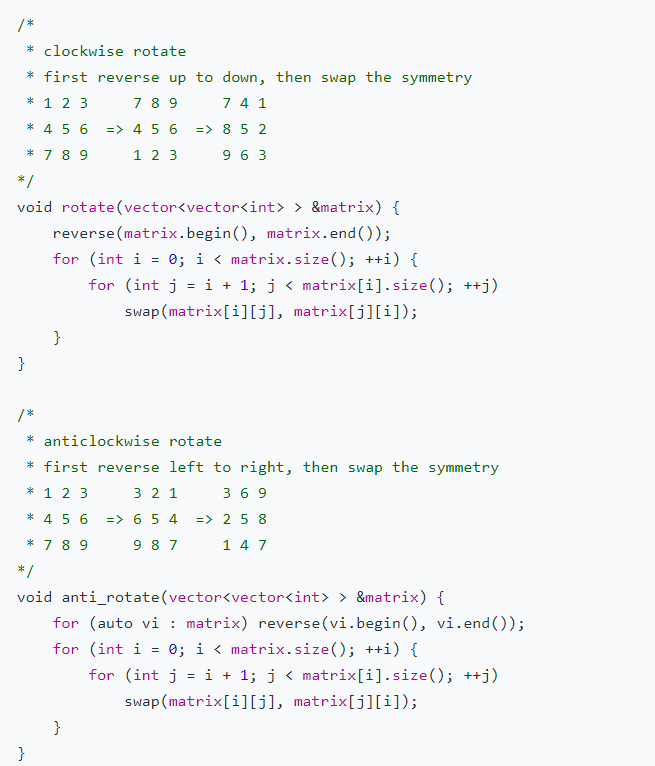 /*
 * clockwise rotate
 * first reverse up to down, then swap the symmetry
 * 1 2 3     7 8 9     7 4 1
 * 4 5 6  => 4 5 6  => 8 5 2
 * 7 8 9     1 2 3     9 6 3
*/
void rotate(vector<vector<int> > &matrix) {
    reverse(matrix.begin(), matrix.end());
    for (int i = 0; i < matrix.size(); ++i) {
        for (int j = i + 1; j < matrix[i].size(); ++j)
            swap(matrix[i][j], matrix[j][i]);
    }
}

/*
 * anticlockwise rotate
 * first reverse left to right, then swap the symmetry
 * 1 2 3     3 2 1     3 6 9
 * 4 5 6  => 6 5 4  => 2 5 8
 * 7 8 9     9 8 7     1 4 7
*/
void anti_rotate(vector<vector<int> > &matrix) {
    for (auto vi : matrix) reverse(vi.begin(), vi.end());
    for (int i = 0; i < matrix.size(); ++i) {
        for (int j = i + 1; j < matrix[i].size(); ++j)
            swap(matrix[i][j], matrix[j][i]);
    }
}